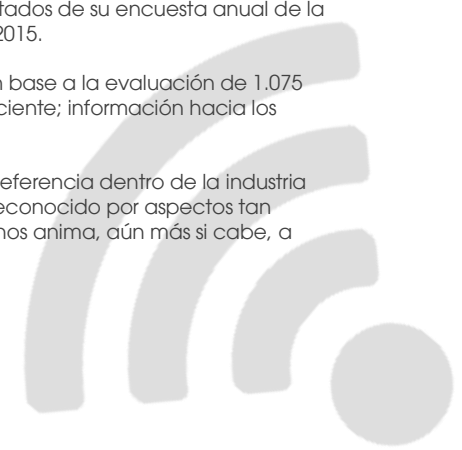 tados de su encuesta anual de la
2015.
base a la evaluación de 1.075
ciente; información hacia los
eferencia dentro de la industria
econocido por aspectos tan
nos anima, aún más si cabe, a